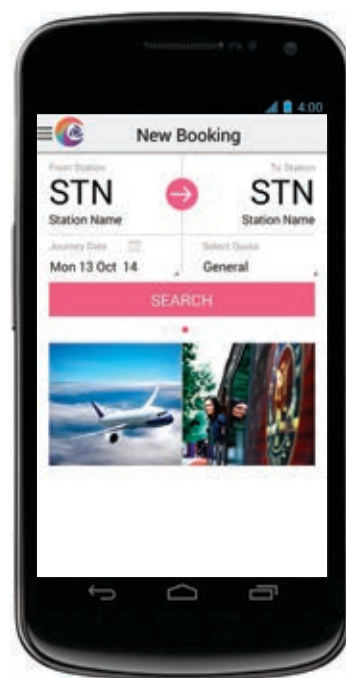 4:00
New Booking
From Station To Station
STN STN
Station Name Station Name
Journey Date Select Quota
Mon 13 Oct 14 General
SEARCH